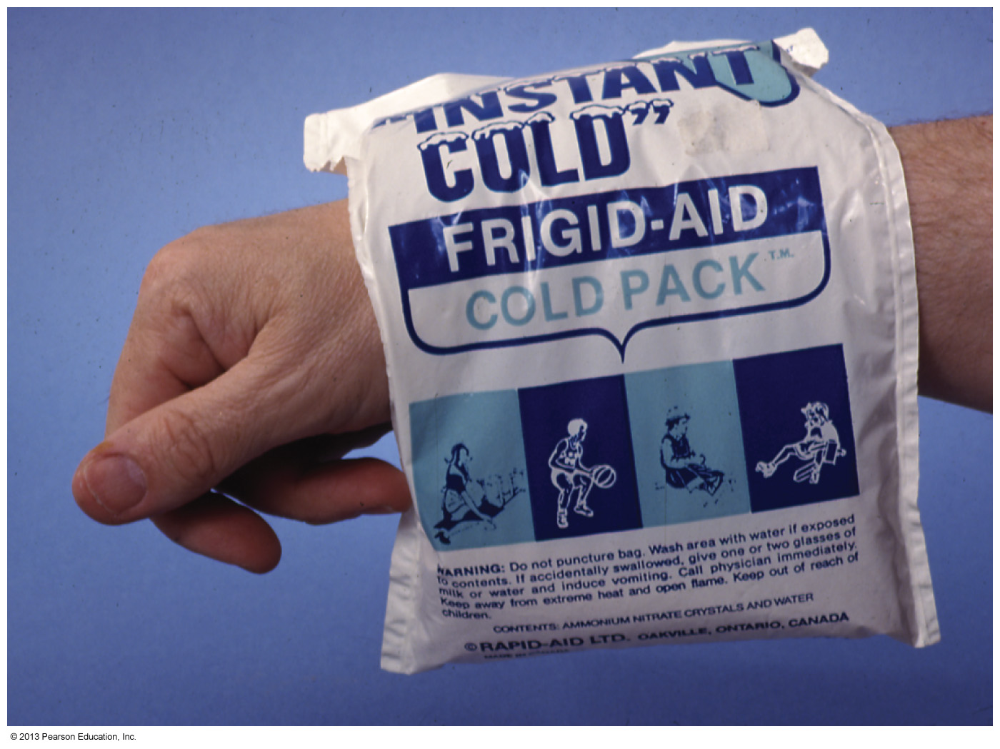 "INSTANT
COLD"
FRIGID-AID
COLD PACK T.M.
WARNING: Do not puncture bag. Wash area with water if exposed
to contents. If accidentally swallowed, give one or two glasses of
milk or water and induce vomiting. Call physician immediately.
Keep away from extreme heat and open flame. Keep out of reach of
children.
CONTENTS: AMMONIUM NITRATE CRYSTALS AND WATER
© RAPID-AID LTD. OAKVILLE, ONTARIO, CANADA
MADE IN CANADA
© 2013 Pearson Education, Inc.